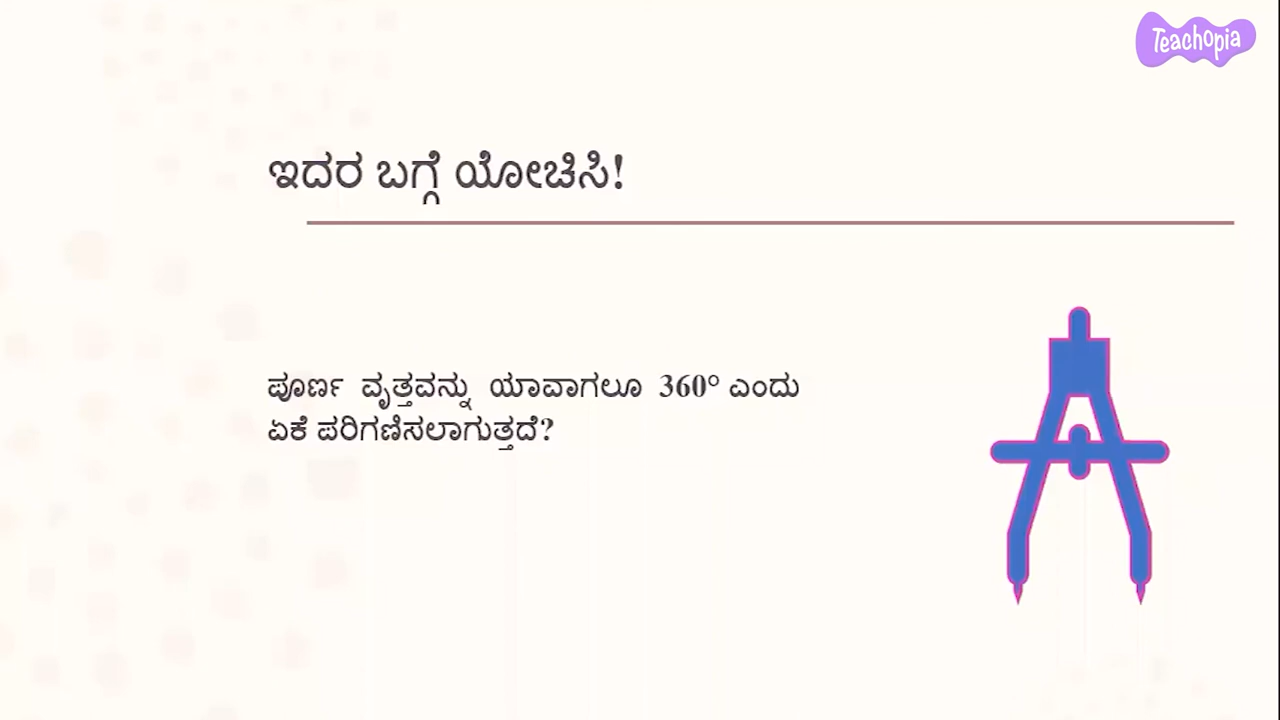 Teachopia
ಇದರ ಬಗ್ಗೆ ಯೋಚಿಸಿ!
ಪೂರ್ಣ ವೃತ್ತವನ್ನು ಯಾವಾಗಲೂ 360° ಎಂದು
ಏಕೆ ಪರಿಗಣಿಸಲಾಗುತ್ತದೆ?